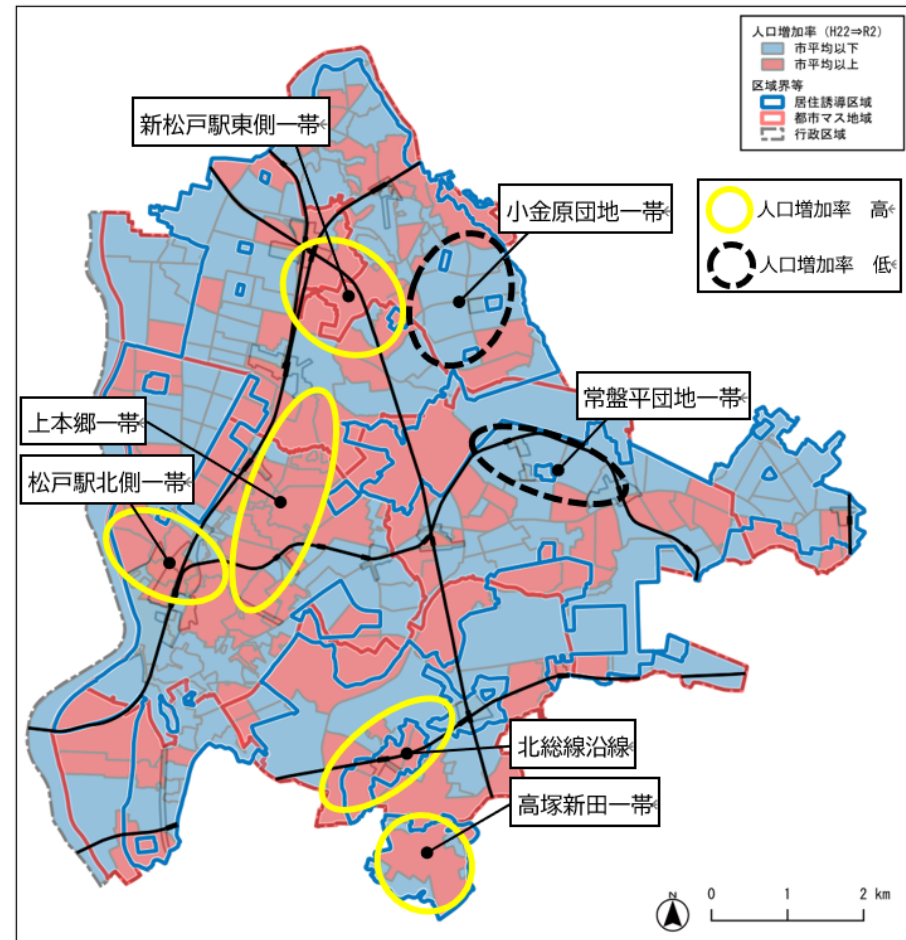 人口増加率（H22⇒R2）
市平均以下
市平均以上
区域界等
居住誘導区域
都市マス地域
行政区域
人口増加率　高
人口増加率　低
新松戸駅東側一帯
小金原団地一帯
常盤平団地一帯
上本郷一帯
松戸駅北側一帯
北総線沿線
高塚新田一帯
N
0 1 2 km